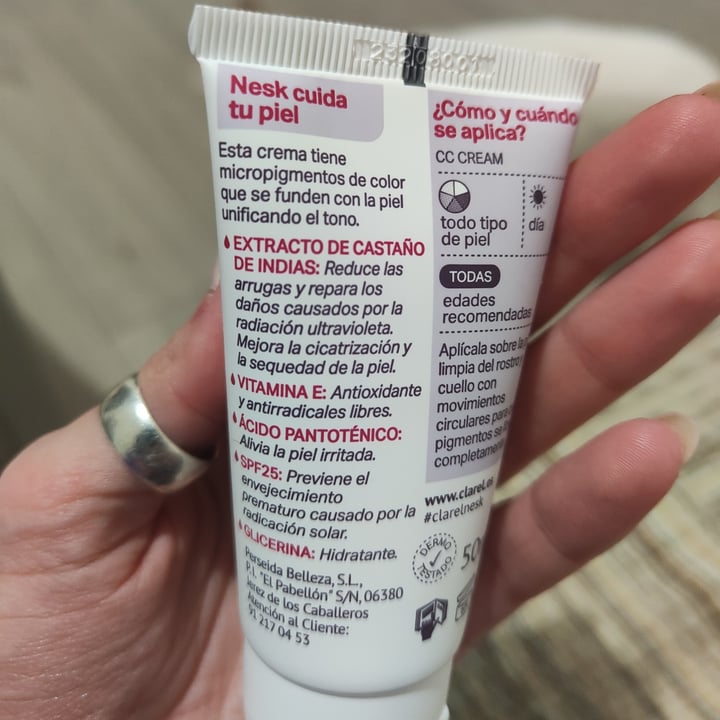 Nesk cuida
tu piel
Esta crema tiene
micropigmentos de color
que se funden con la piel
unificando el tono.
EXTRACTO DE CASTAÑO
DE INDIAS: Reduce las
arrugas y repara los
daños causados por la
radiación ultravioleta.
Mejora la cicatrización y
la sequedad de la piel.
VITAMINA E: Antioxidante
y antirradicales libres.
ÁCIDO PANTOTÉNICO:
Alivia la piel irritada.
SPF25: Previene el
envejecimiento
prematuro causado por la
radicación solar.
GLICERINA: Hidratante.
Perseida Belleza, S.L.,
P.I. "El Pabellón" S/N, 06380
Jerez de los Caballeros
Atención al Cliente:
91 217 04 53
¿Cómo y cuándo
se aplica?
CC CREAM
todo tipo
de piel
día
TODAS
edades
recomendadas
Aplícala sobre la
limpia del rostro y
cuello con
movimientos
circulares
pigmentos se
www.clarel.es
#clarelnesk
DERMO
TESTADO